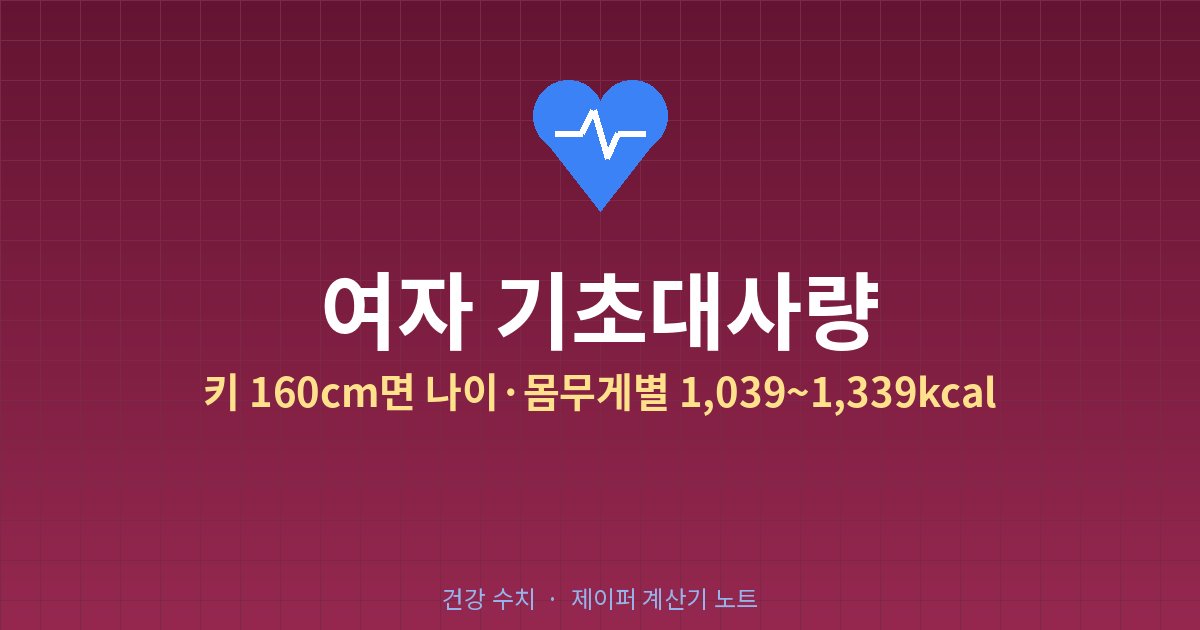 여자 기초대사량
키 160cm면 나이·몸무게별 1,039~1,339kcal
건강 수치 · 제이퍼 계산기 노트